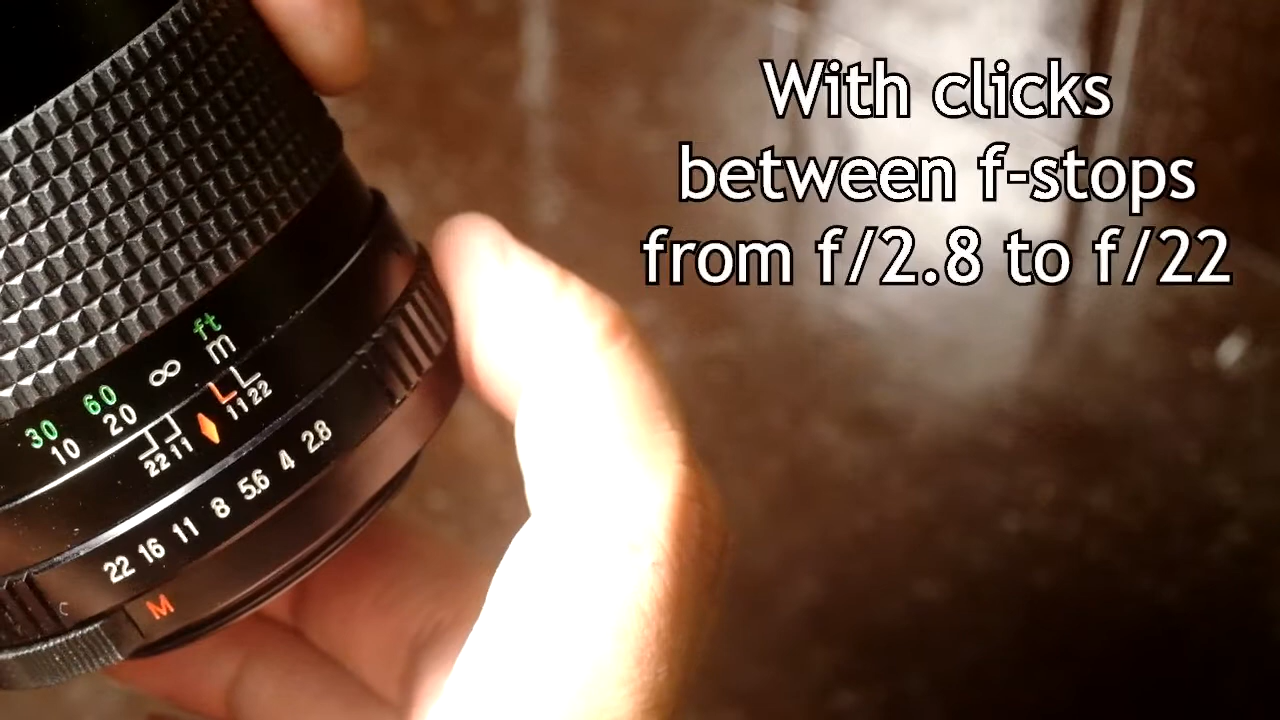 With clicks
between f-stops
from f/2.8 to f/22
ft
m
30 60 ∞
10 20
22 11 11 22
22 16 11 8 5.6 4 2.8
C M